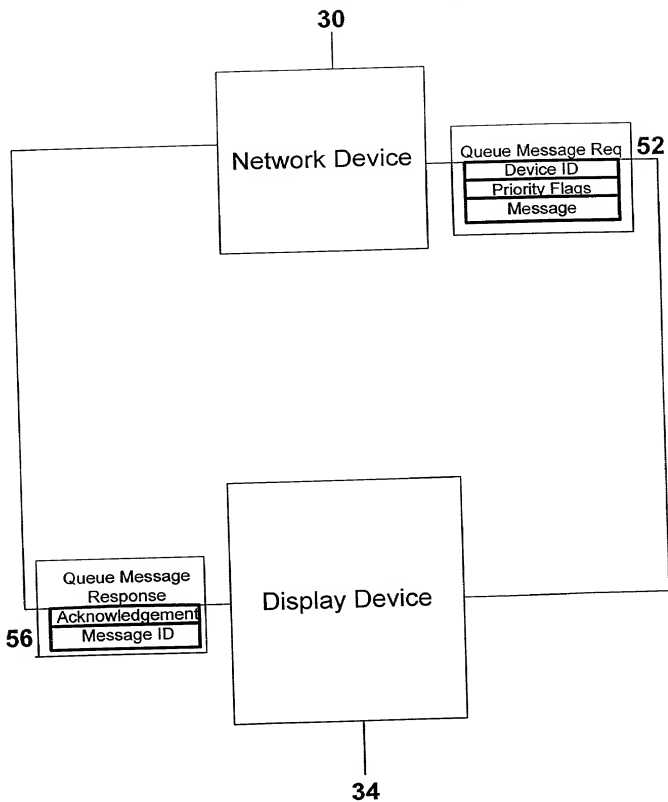 30
Network Device
Queue Message Req
52
Device ID
Priority Flags
Message
Queue Message
Response
Acknowledgement
Message ID
56
Display Device
34